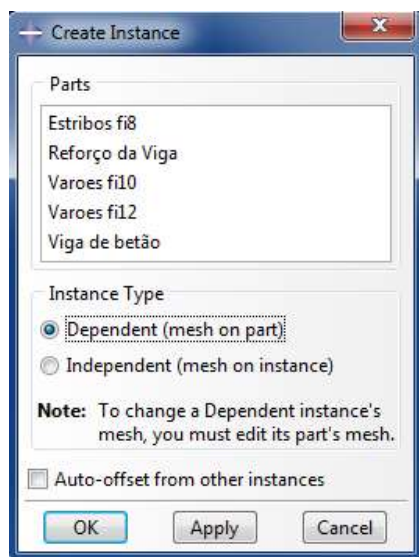 Create Instance
Parts
Estribos fi8
Reforço da Viga
Varoes fi10
Varoes fi12
Viga de betão
Instance Type
Dependent (mesh on part)
Independent (mesh on instance)
Note: To change a Dependent instance's
mesh, you must edit its part's mesh.
Auto-offset from other instances
OK Apply Cancel